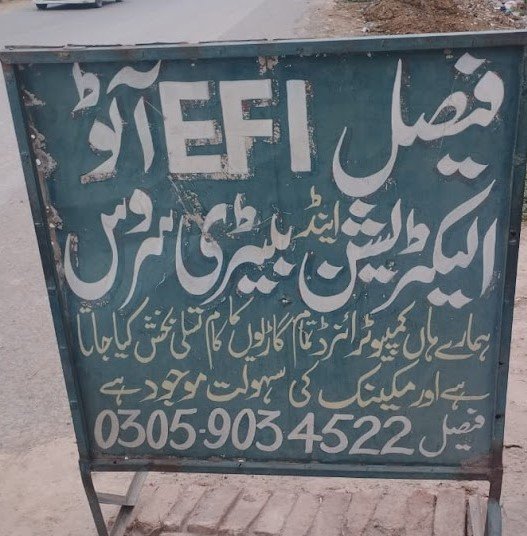 فیصل EFI آٹو
الیکٹریشن اینڈ بیٹری سروس
ہمارے ہاں کمپیوٹرائزڈ تمام گاڑیوں کا کام تسلی بخش کیا جاتا
ہے اور مکینک کی سہولت موجود ہے
فیصل 0305-9034522